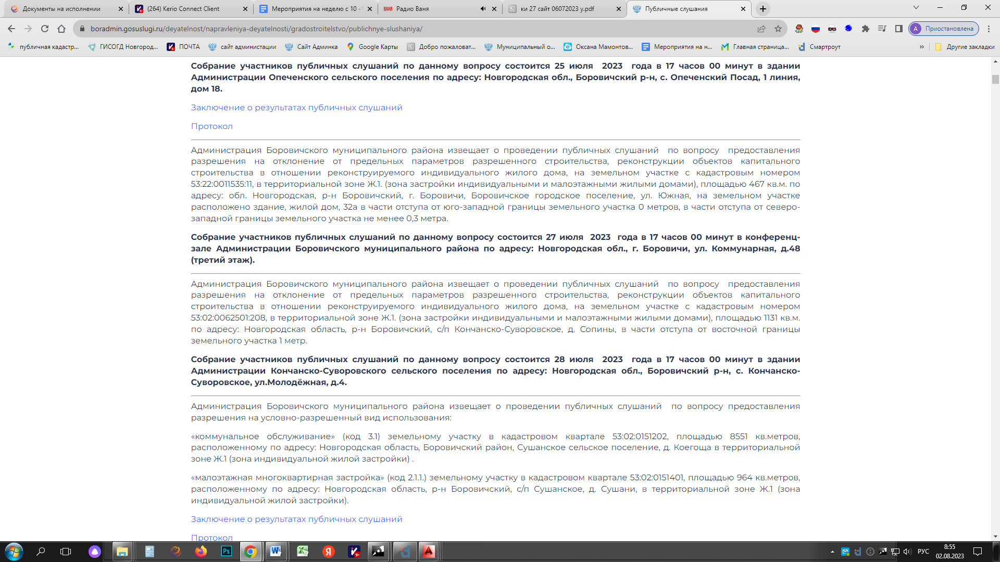 Документы на исполнении
(264) Kerio Connect Client
Мероприятия на неделю с 10 -
ВАНЯ Радио Ваня
ки 27 сайт 06072023 у.pdf
Публичные слушания
boradmin.gosuslugi.ru/deyatelnost/napravleniya-deyatelnosti/gradostroitelstvo/publichnye-slushaniya/
А Приостановлена
публичная кадастр...
ГИСОГД Новгород...
ПОЧТА
сайт администации
Сайт Админка
Google Карты
Добро пожаловат...
Муниципальный о...
Оксана Мамонтов...
Мероприятия на н...
Главная страница...
Смартроут
»
Другие закладки
Собрание участников публичных слушаний по данному вопросу состоится 25 июля 2023 года в 17 часов 00 минут в здании
Администрации Опеченского сельского поселения по адресу: Новгородская обл., Боровичский р-н, с. Опеченский Посад, 1 линия,
дом 18.
Заключение о результатах публичных слушаний
Протокол
Администрация Боровичского муниципального района извещает о проведении публичных слушаний по вопросу предоставления
разрешения на отклонение от предельных параметров разрешенного строительства, реконструкции объектов капитального
строительства в отношении реконструируемого индивидуального жилого дома, на земельном участке с кадастровым номером
53:22:0011535:11, в территориальной зоне Ж.1. (зона застройки индивидуальными и малоэтажными жилыми домами), площадью 467 кв.м. по
адресу: обл. Новгородская, р-н Боровичский, г. Боровичи, Боровичское городское поселение, ул. Южная, на земельном участке
расположено здание, жилой дом, 32а в части отступа от юго-западной границы земельного участка 0 метров, в части отступа от северо-
западной границы земельного участка не менее 0,3 метра.
Собрание участников публичных слушаний по данному вопросу состоится 27 июля 2023 года в 17 часов 00 минут в конференц-
зале Администрации Боровичского муниципального района по адресу: Новгородская обл., г. Боровичи, ул. Коммунарная, д.48
(третий этаж).
Администрация Боровичского муниципального района извещает о проведении публичных слушаний по вопросу предоставления
разрешения на отклонение от предельных параметров разрешенного строительства, реконструкции объектов капитального
строительства в отношении реконструируемого индивидуального жилого дома, на земельном участке с кадастровым номером
53:02:0062501:208, в территориальной зоне Ж.1. (зона застройки индивидуальными и малоэтажными жилыми домами), площадью 1131 кв.м.
по адресу: Новгородская область, р-н Боровичский, с/п Кончанско-Суворовское, д. Сопины, в части отступа от восточной границы
земельного участка 1 метр.
Собрание участников публичных слушаний по данному вопросу состоится 28 июля 2023 года в 17 часов 00 минут в здании
Администрации Кончанско-Суворовского сельского поселения по адресу: Новгородская обл., Боровичский р-н, с. Кончанско-
Суворовское, ул.Молодёжная, д.4.
Администрация Боровичского муниципального района извещает о проведении публичных слушаний по вопросу предоставления
разрешения на условно-разрешенный вид использования:
«коммунальное обслуживание» (код 3.1) земельному участку в кадастровом квартале 53:02:0151202, площадью 8551 кв.метров,
расположенному по адресу: Новгородская область, Боровичский район, Сушанское сельское поселение, д. Коегоща в территориальной
зоне Ж.1 (зона индивидуальной жилой застройки) .
«малоэтажная многоквартирная застройка» (код 2.1.1.) земельному участку в кадастровом квартале 53:02:0151401, площадью 964 кв.метров,
расположенному по адресу: Новгородская область, р-н Боровичский, с/п Сушанское, д. Сушани, в территориальной зоне Ж.1 (зона
индивидуальной жилой застройки).
Заключение о результатах публичных слушаний
Протокол
РУС
8:55
02.08.2023